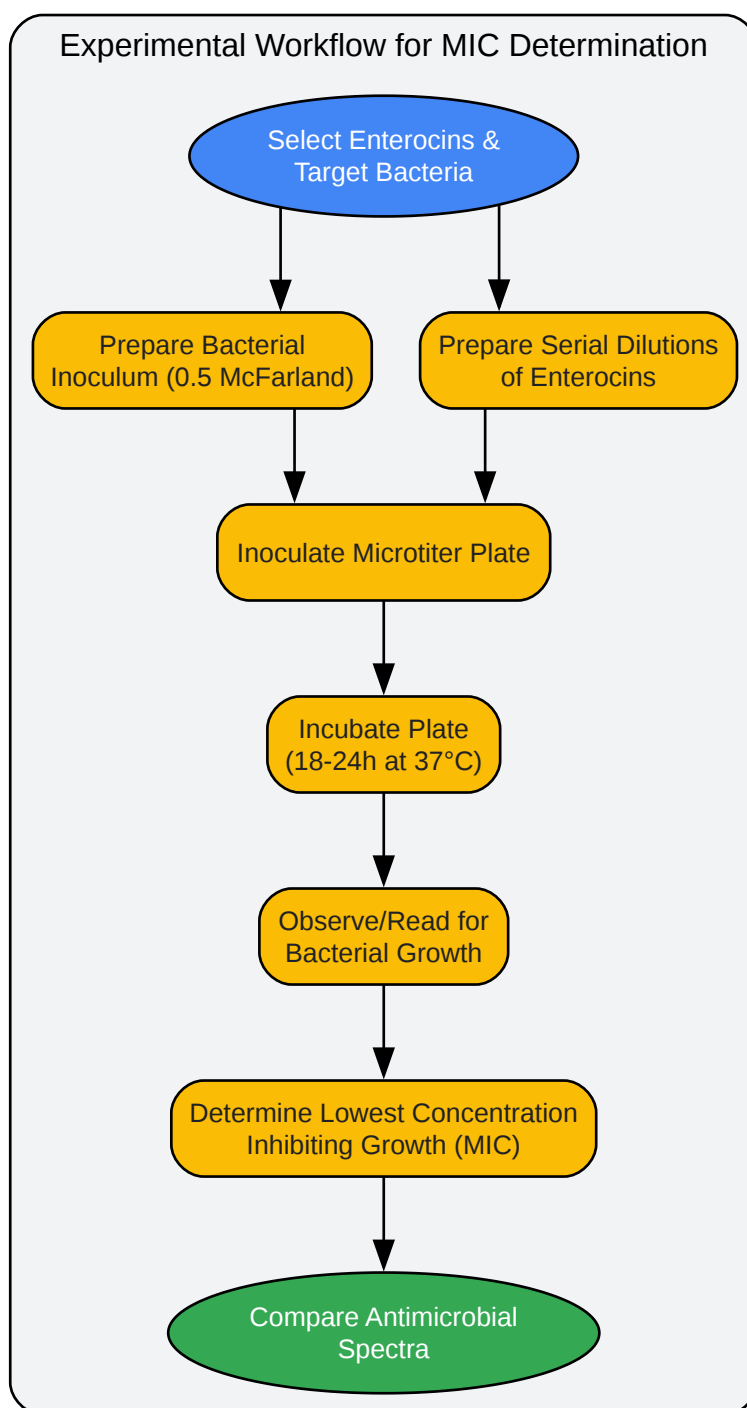 Experimental Workflow for MIC Determination
Select Enterocins &
Target Bacteria
Prepare Bacterial
Inoculum (0.5 McFarland)
Prepare Serial Dilutions
of Enterocins
Inoculate Microtiter Plate
Incubate Plate
(18-24h at 37°C)
Observe/Read for
Bacterial Growth
Determine Lowest Concentration
Inhibiting Growth (MIC)
Compare Antimicrobial
Spectra